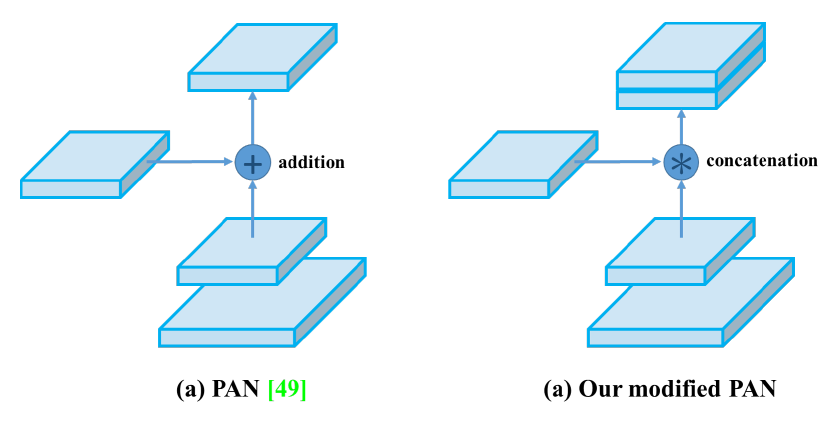 + addition
* concatenation
(a) PAN [49]
(a) Our modified PAN